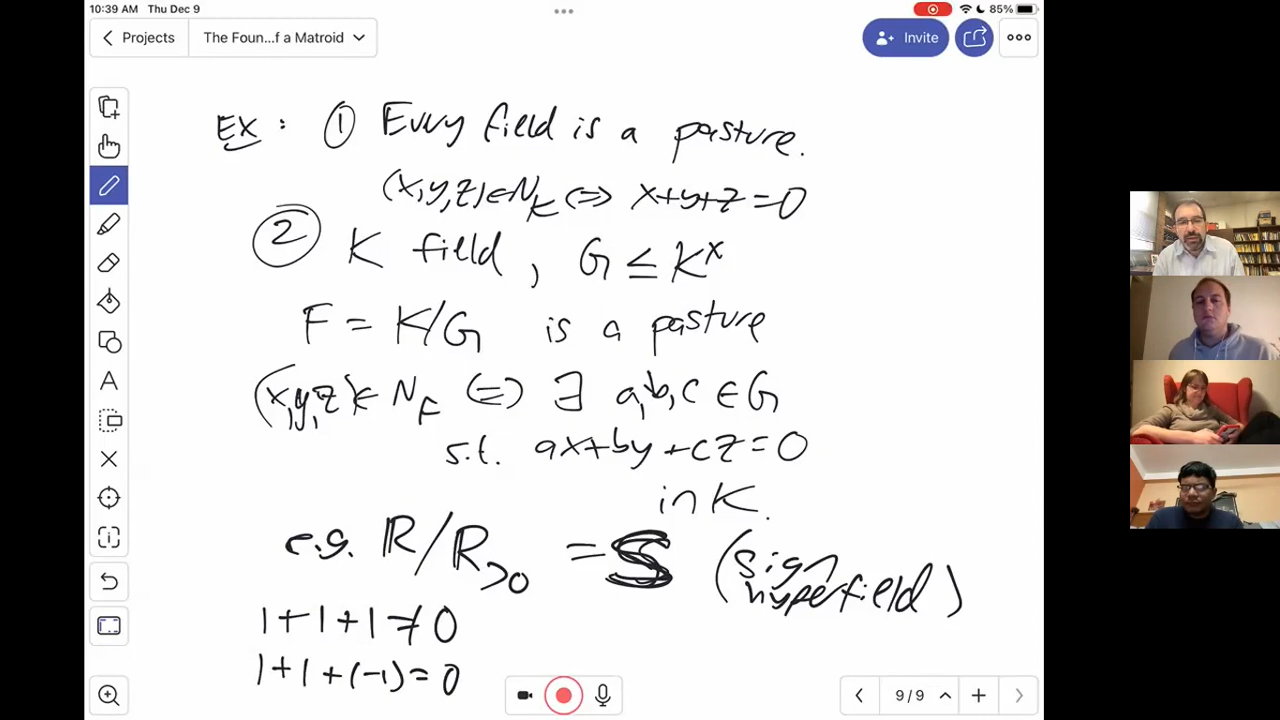 10:39 AM Thu Dec 9
85%
Projects
The Foun...f a Matroid
Invite
EX : ① Every field is a pasture.
(x,y,z)∈N_K ⇔ x+y+z=0
② K field, G ≤ K^x
F = K/G is a pasture
(x,y,z)∈ N_F ⇔ ∃ a,b,c ∈ G
s.t. ax+by+cz=0
in K.
e.g. ℝ/ℝ_>0 = 𝕊 (sign
hyperfield)
1+1+1≠0
1+1+(-1)=0
A
9/9